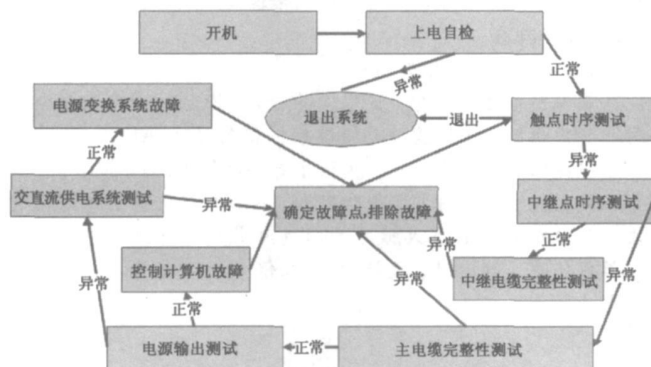 开机
上电自检
正常
异常
电源变换系统故障
退出系统
退出
触点时序测试
正常
异常
交直流供电系统测试
异常
确定故障点,排除故障
中继点时序测试
正常
控制计算机故障
异常
中继电缆完整性测试
异常
异常
正常
异常
电源输出测试
正常
主电缆完整性测试